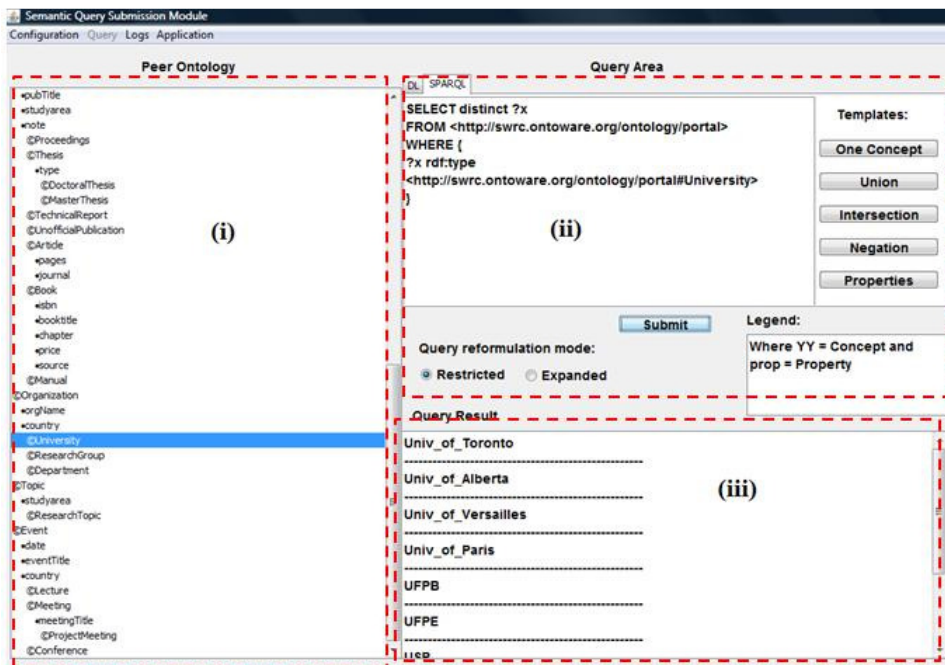 Semantic Query Submission Module
Configuration Query Logs Application
Peer Ontology
pubTitle
studyarea
note
©Proceedings
©Thesis
type
©DoctoralThesis
©MasterThesis
©TechnicalReport
©UnofficialPublication
©Article
pages
journal
©Book
isbn
booktitle
chapter
price
source
©Manual
©Organization
orgName
country
©University
©ResearchGroup
©Department
©Topic
studyarea
©ResearchTopic
©Event
date
eventTitle
country
©Lecture
©Meeting
meetingTitle
©ProjectMeeting
©Conference
(i)
Query Area
DL SPARQL
SELECT distinct ?x
FROM <http://swrc.ontoware.org/ontology/portal>
WHERE {
?x rdf:type
<http://swrc.ontoware.org/ontology/portal#University>
}
(ii)
Templates:
One Concept
Union
Intersection
Negation
Properties
Submit
Query reformulation mode:
Restricted Expanded
Legend:
Where YY = Concept and
prop = Property
Query Result
Univ_of_Toronto
Univ_of_Alberta
Univ_of_Versailles
Univ_of_Paris
UFPB
UFPE
USP
(iii)